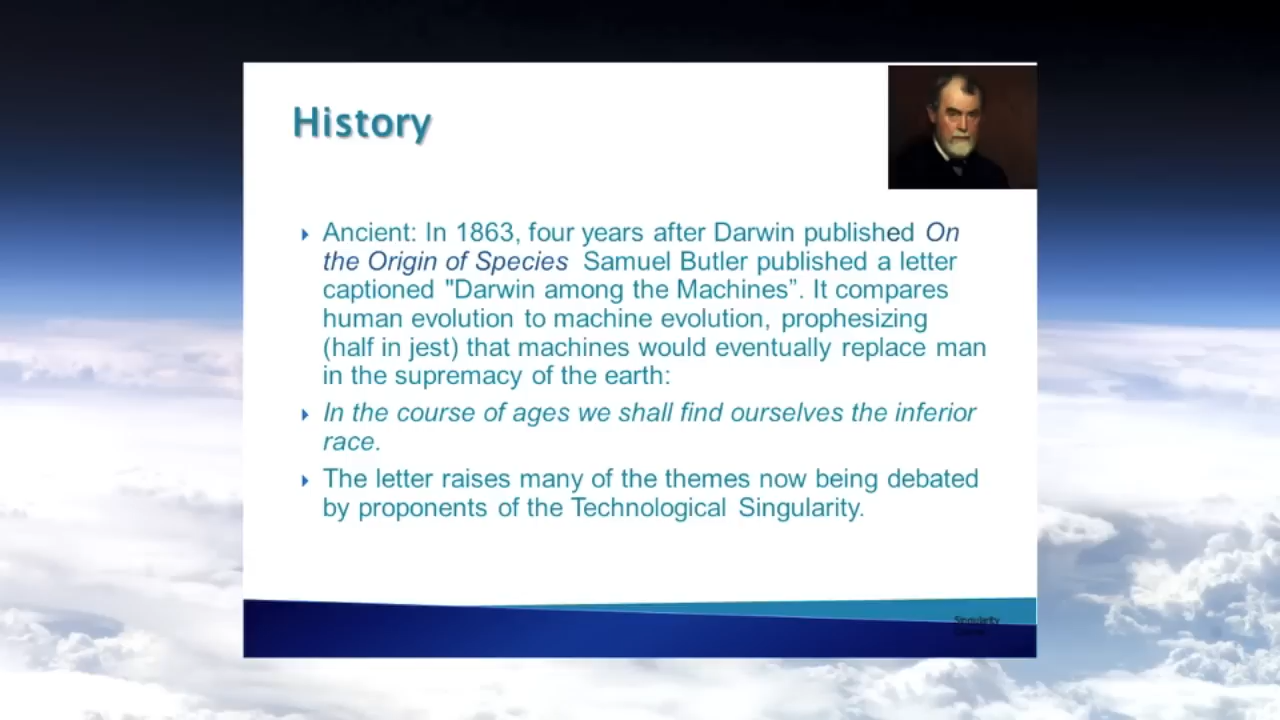 History
Ancient: In 1863, four years after Darwin published On
the Origin of Species Samuel Butler published a letter
captioned "Darwin among the Machines”. It compares
human evolution to machine evolution, prophesizing
(half in jest) that machines would eventually replace man
in the supremacy of the earth:
In the course of ages we shall find ourselves the inferior
race.
The letter raises many of the themes now being debated
by proponents of the Technological Singularity.
Singularity